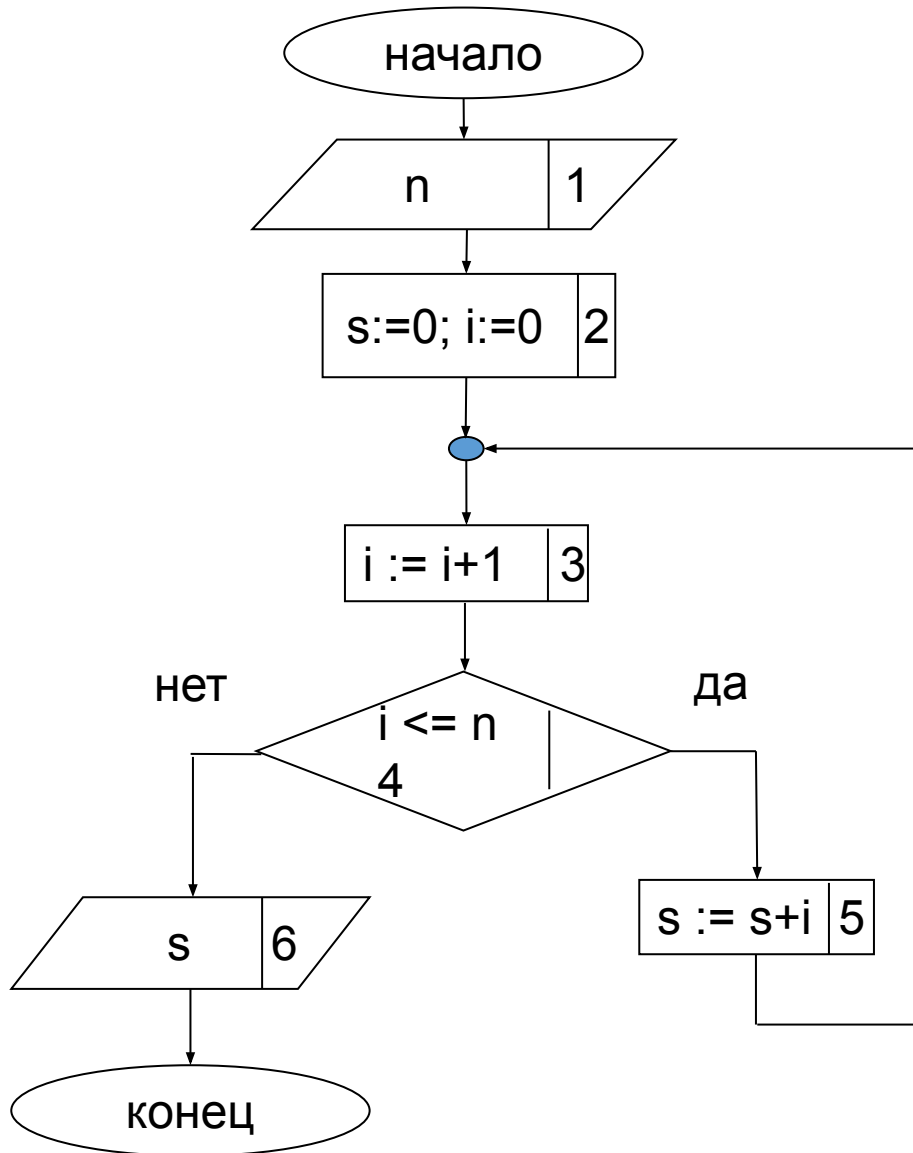 начало
n 1
s:=0; i:=0 2
i := i+1 3
нет
да
i <= n
4
s := s+i 5
s 6
конец